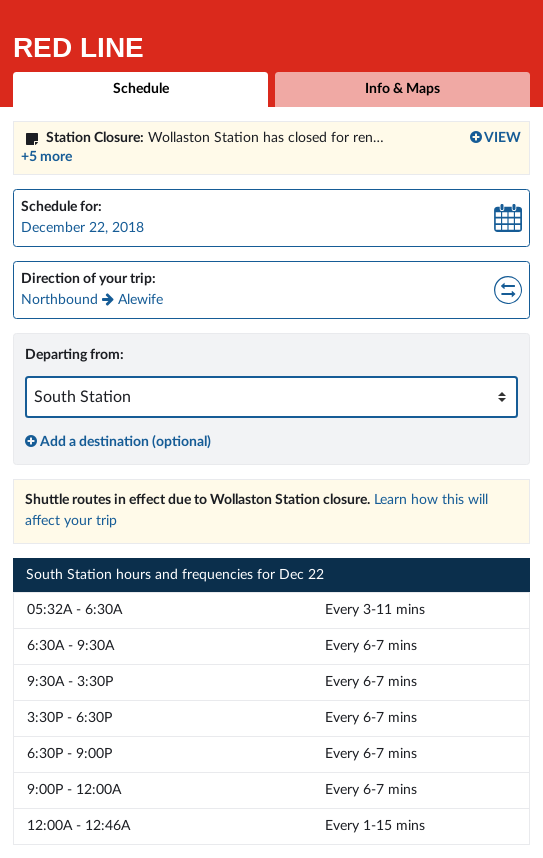 RED LINE
Schedule
Info & Maps
Station Closure: Wollaston Station has closed for ren...
VIEW
+5 more
Schedule for:
December 22, 2018
Direction of your trip:
Northbound → Alewife
Departing from:
South Station
Add a destination (optional)
Shuttle routes in effect due to Wollaston Station closure. Learn how this will
affect your trip
South Station hours and frequencies for Dec 22
05:32A - 6:30A Every 3-11 mins
6:30A - 9:30A Every 6-7 mins
9:30A - 3:30P Every 6-7 mins
3:30P - 6:30P Every 6-7 mins
6:30P - 9:00P Every 6-7 mins
9:00P - 12:00A Every 6-7 mins
12:00A - 12:46A Every 1-15 mins